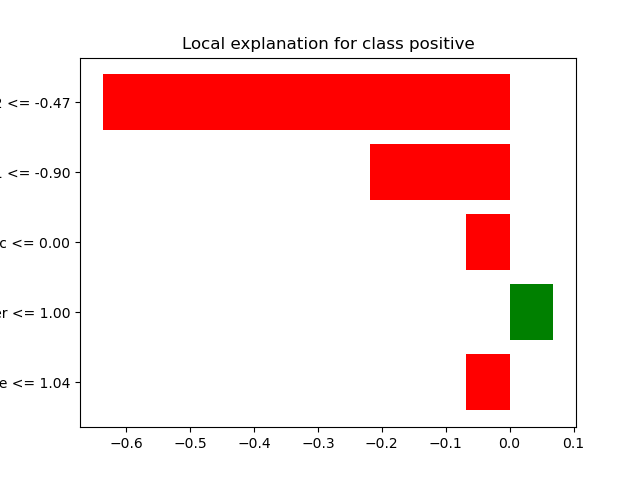 Local explanation for class positive
2 <= -0.47
<= -0.90
c <= 0.00
er <= 1.00
e <= 1.04
−0.6 −0.5 −0.4 −0.3 −0.2 −0.1 0.0 0.1